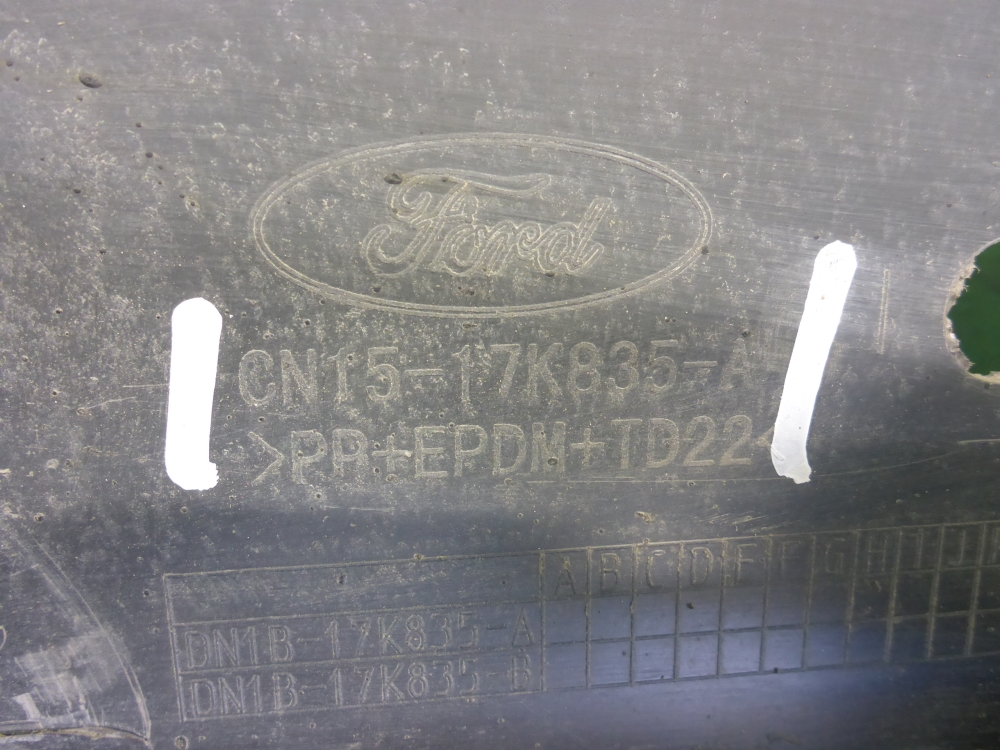 Ford
CN15-17K835-A
>PP+EPDM+TD22<
A B C D E F G H I J
DN1B-17K835-A
DN1B-17K835-B